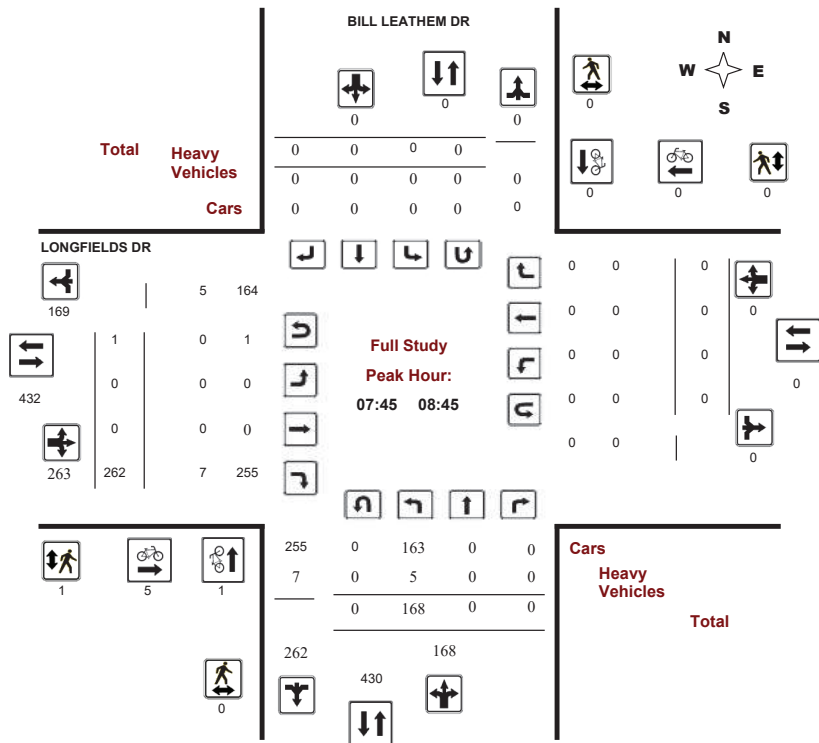 BILL LEATHEM DR
N
W E
S
0
0
0 0
Total Heavy Vehicles
0 0 0 0
0 0 0 0 0
Cars 0 0 0 0 0
0 0 0
LONGFIELDS DR
169
5 164
0 0 0
0
432
1 0 1
0 0 0
0 0 0
263 262 7 255
Full Study
Peak Hour:
07:45 08:45
0 0 0
0 0 0
0 0 0
0
0 0
0
1 5 1
255 0 163 0 0
7 0 5 0 0
0 168 0 0
Cars
Heavy
Vehicles
Total
262 168
430
0